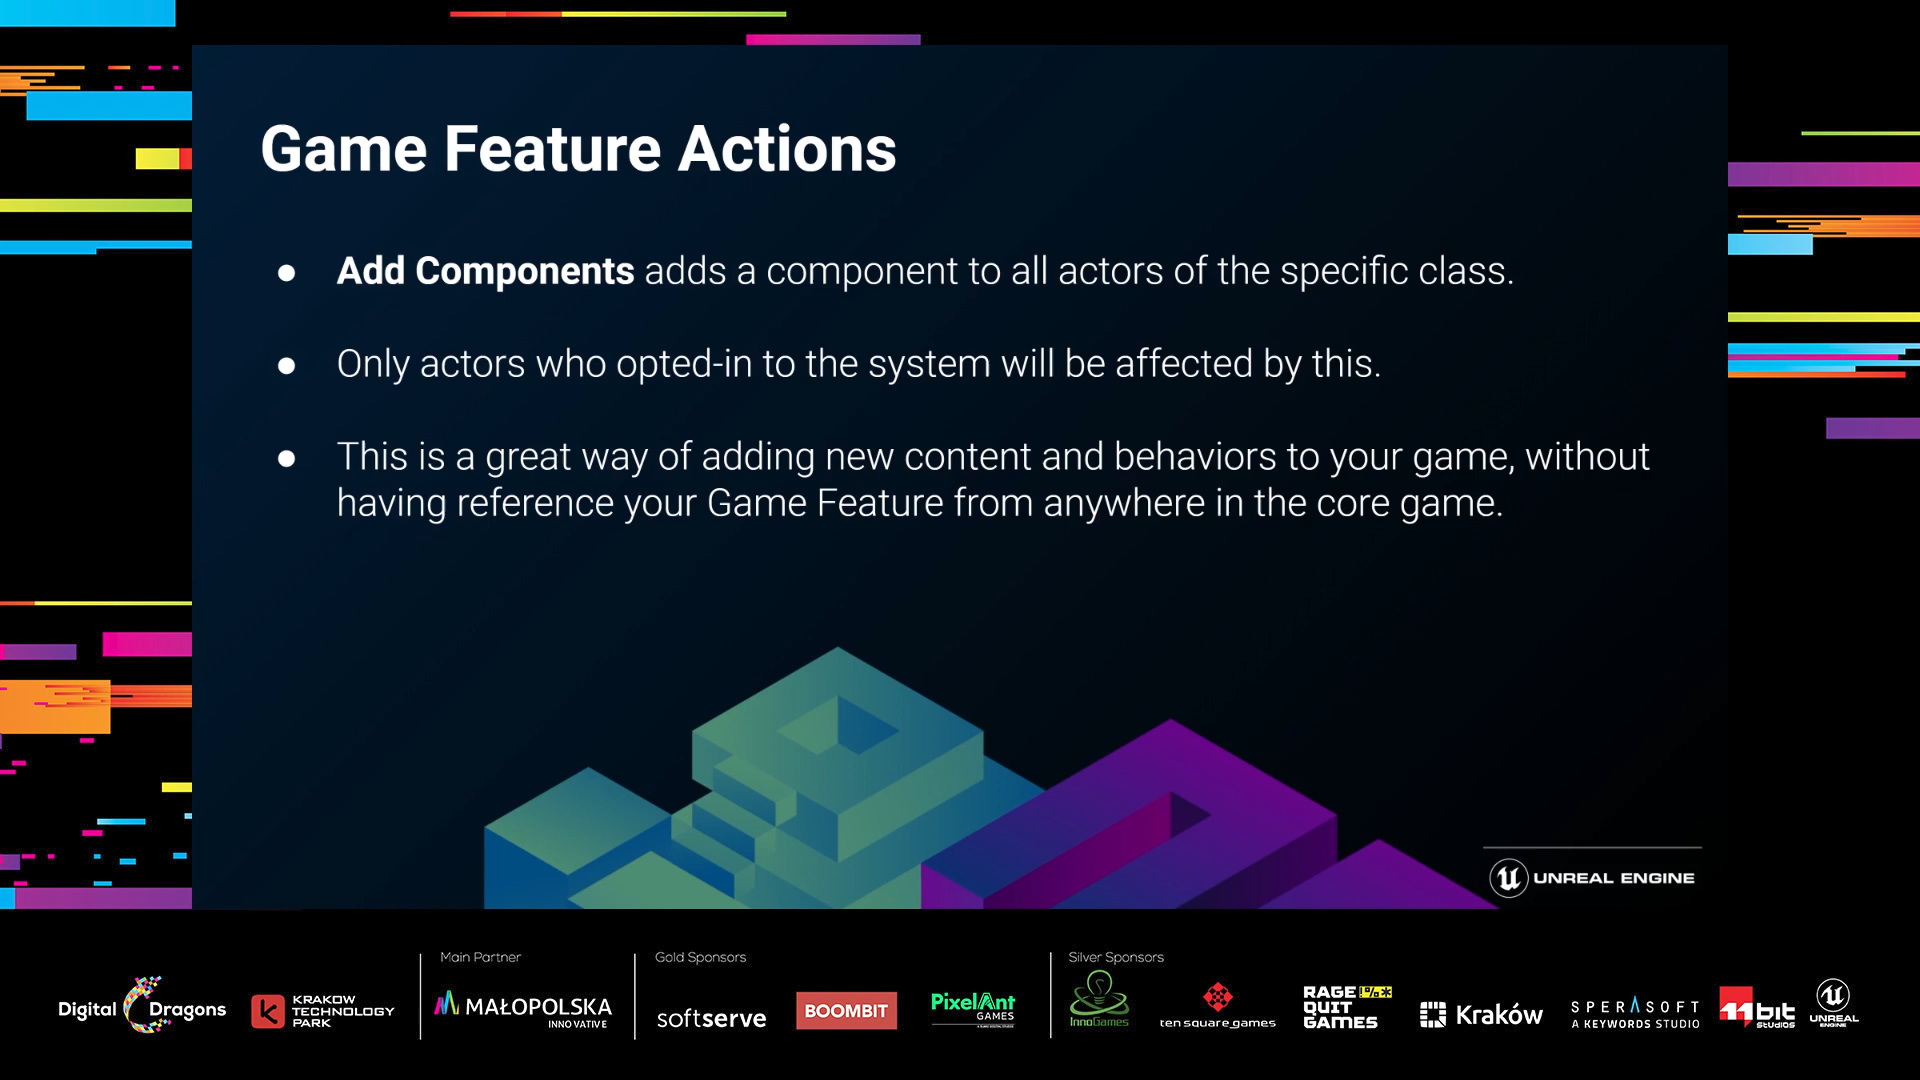 Game Feature Actions
● Add Components adds a component to all actors of the specific class.
● Only actors who opted-in to the system will be affected by this.
● This is a great way of adding new content and behaviors to your game, without
having reference your Game Feature from anywhere in the core game.
UNREAL ENGINE
Digital Dragons
KRAKOW
TECHNOLOGY
PARK
Main Partner
MAŁOPOLSKA
INNOVATIVE
Gold Sponsors
softserve
BOOMBIT
PixelAnt
GAMES
Silver Sponsors
InnoGames
ten square games
RAGE !%*
QUIT
GAMES
Kraków
SPERASOFT
A KEYWORDS STUDIO
11bit
studios
UNREAL
ENGINE